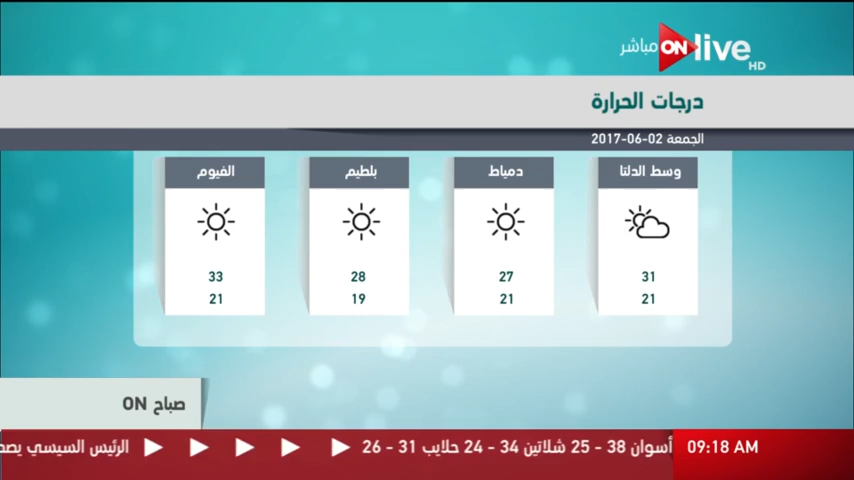 مباشر ON live HD
درجات الحرارة
الجمعة 02-06-2017
وسط الدلتا
31
21
دمياط
27
21
بلطيم
28
19
الفيوم
33
21
صباح ON
09:18 AM
أسوان 38 - 25 شلاتين 34 - 24 حلايب 31 - 26
الرئيس السيسي يصد